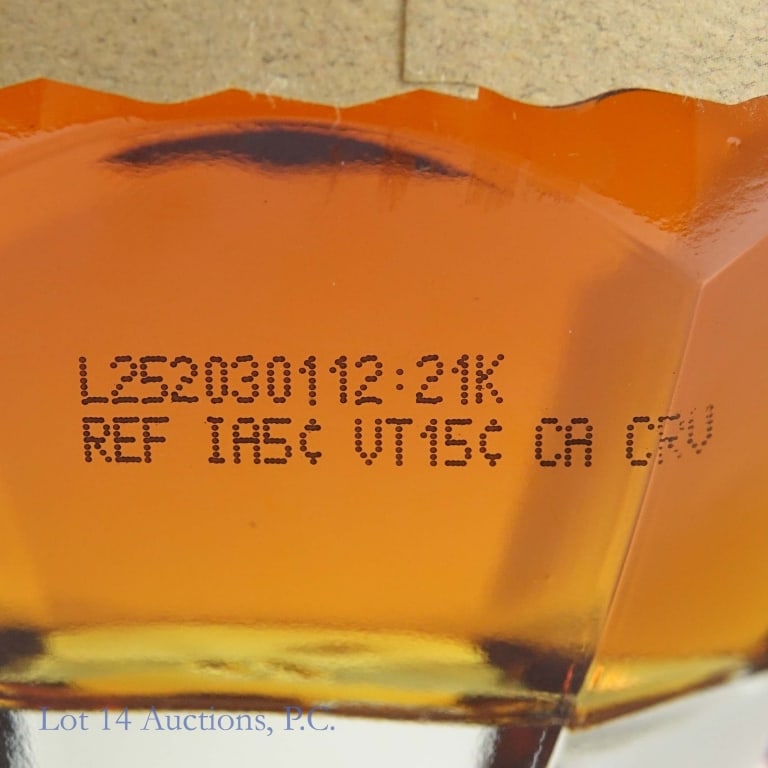 L252030112:21K
REF IA5¢ VT15¢ CA CRV
Lot 14 Auctions, P.C.